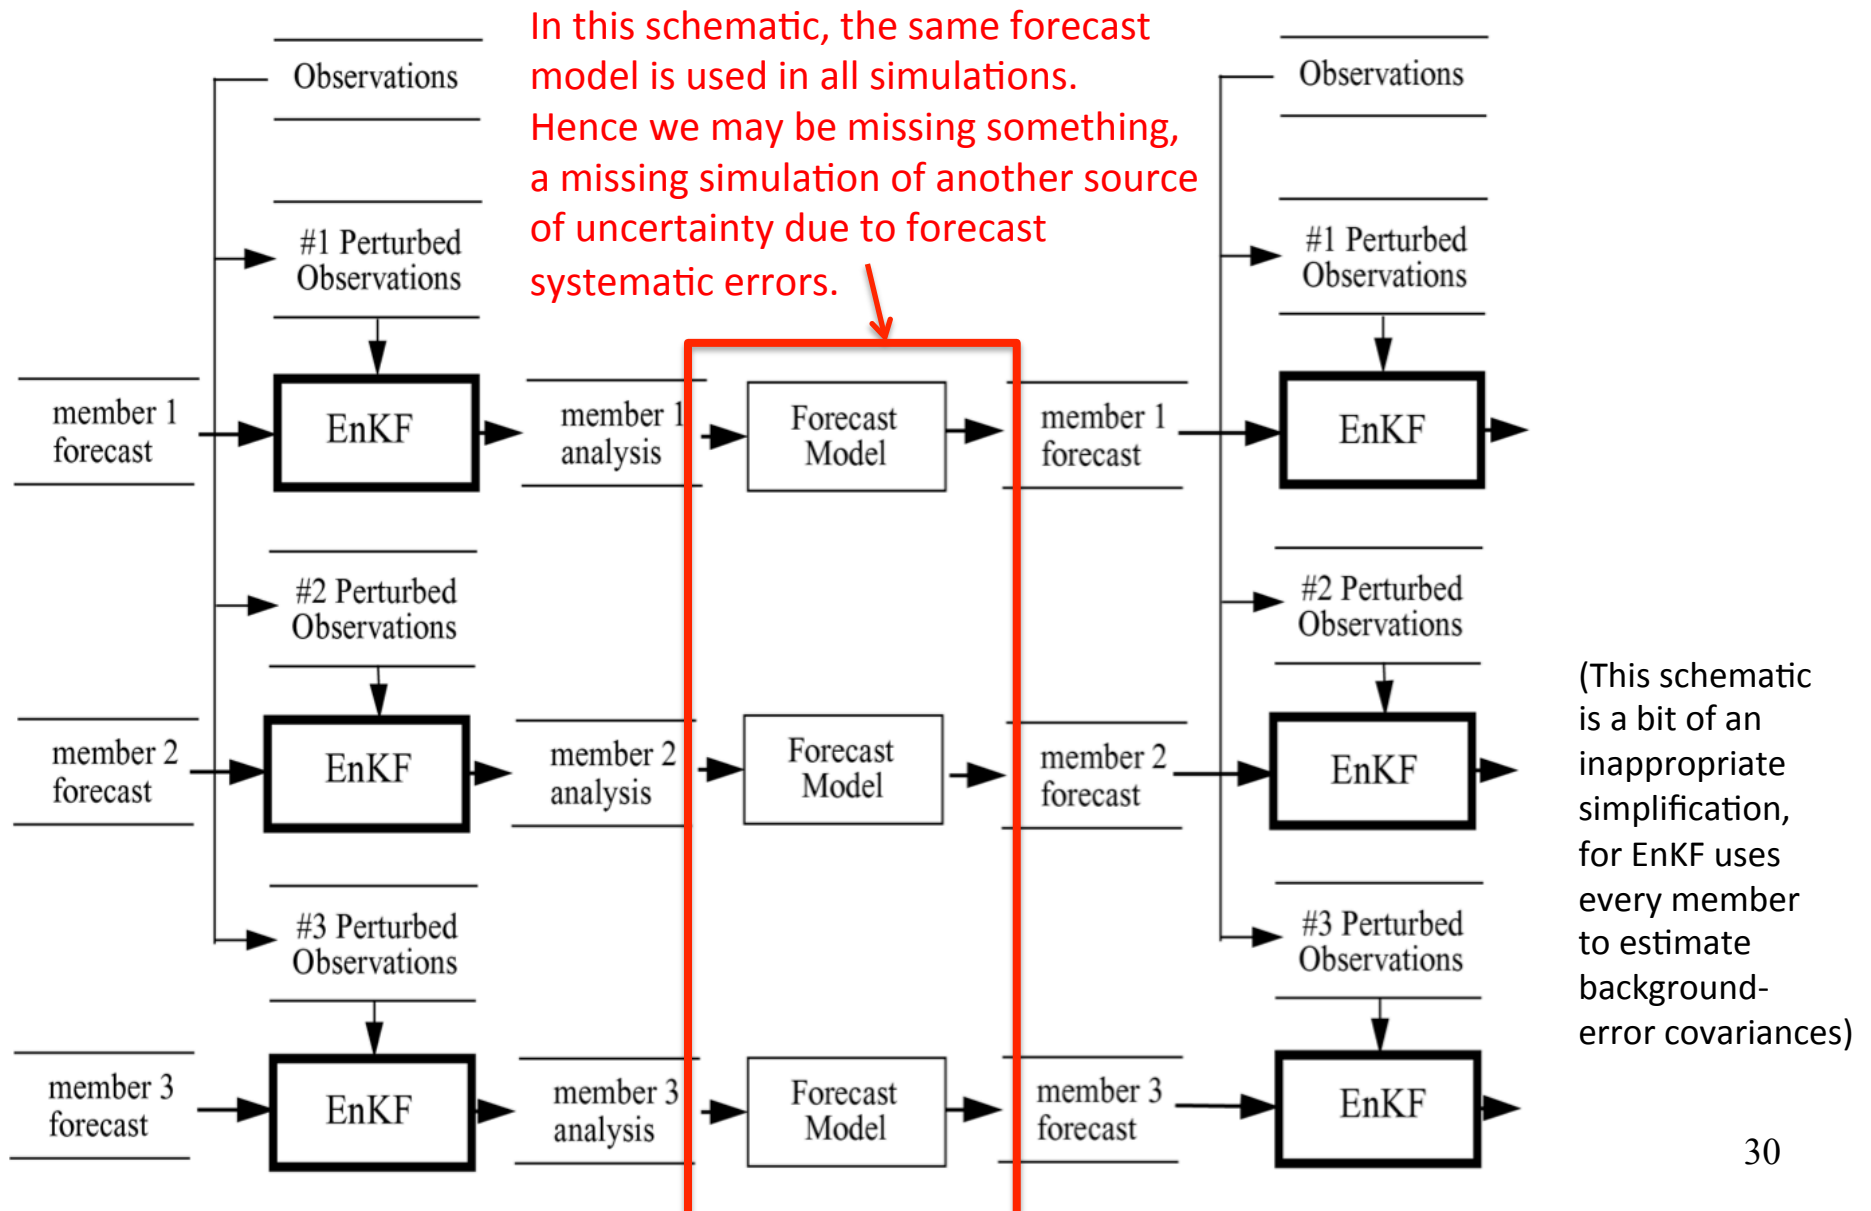 In this schematic, the same forecast
model is used in all simulations.
Hence we may be missing something,
a missing simulation of another source
of uncertainty due to forecast
systematic errors.
Observations
#1 Perturbed
Observations
member 1
forecast
EnKF
member 1
analysis
Forecast
Model
member 1
forecast
Observations
#1 Perturbed
Observations
EnKF
#2 Perturbed
Observations
member 2
forecast
EnKF
member 2
analysis
Forecast
Model
member 2
forecast
#2 Perturbed
Observations
EnKF
#3 Perturbed
Observations
member 3
forecast
EnKF
member 3
analysis
Forecast
Model
member 3
forecast
#3 Perturbed
Observations
EnKF
(This schematic
is a bit of an
inappropriate
simplification,
for EnKF uses
every member
to estimate
background-
error covariances)
30